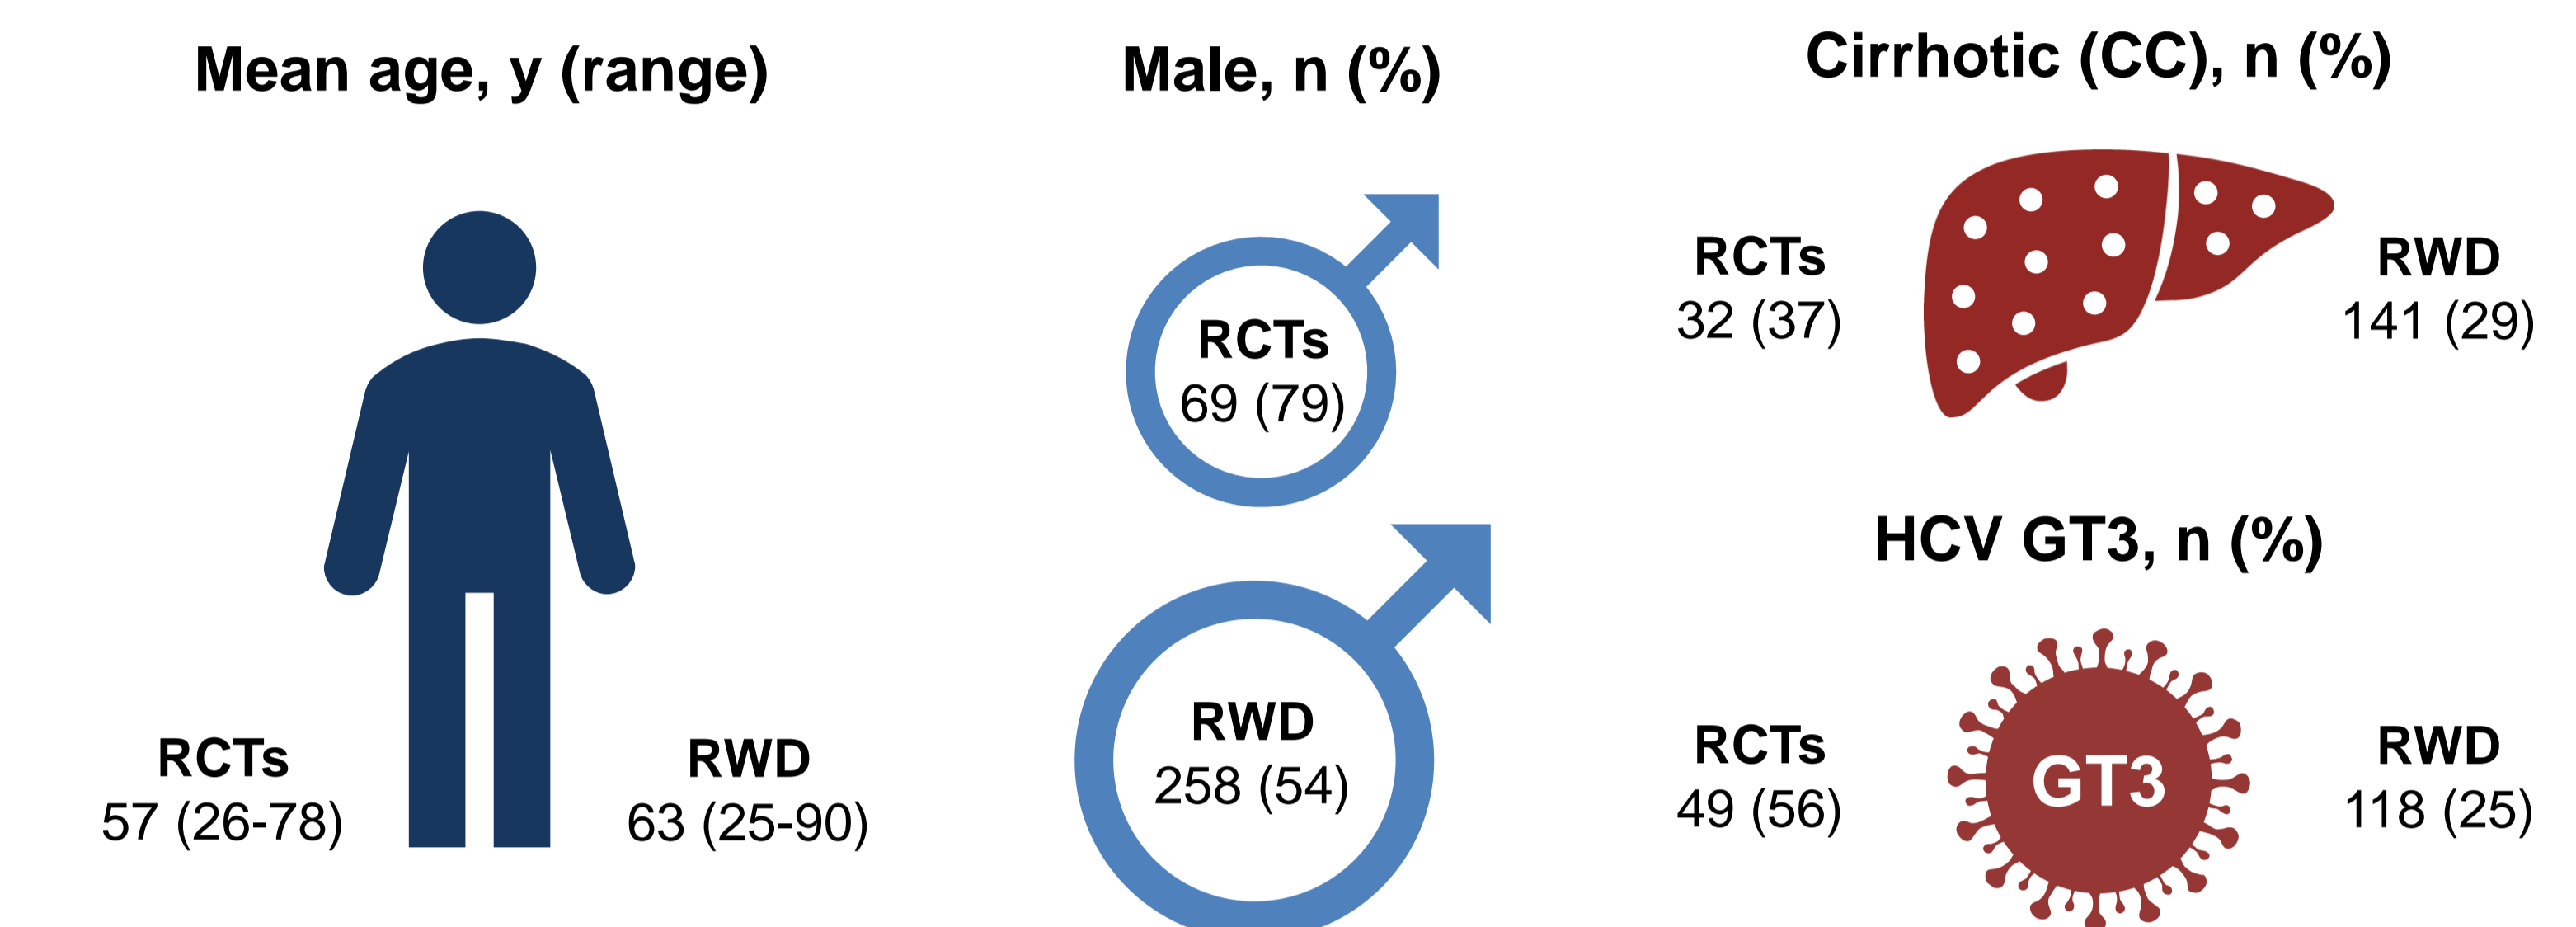 Mean age, y (range)
RCTs
57 (26-78)
RWD
63 (25-90)
Male, n (%)
RCTs
69 (79)
RWD
258 (54)
Cirrhotic (CC), n (%)
RCTs
32 (37)
RWD
141 (29)
HCV GT3, n (%)
RCTs
49 (56)
GT3
RWD
118 (25)